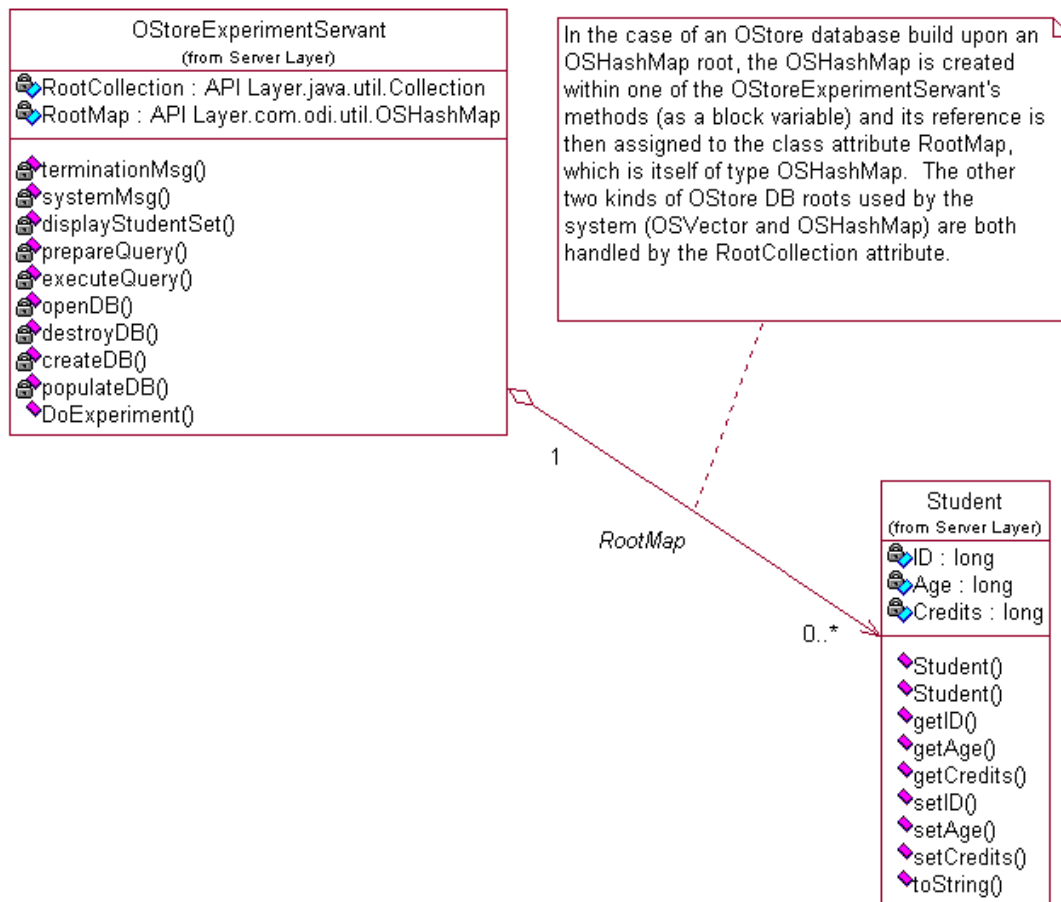 OStoreExperimentServant
(from Server Layer)
RootCollection : API Layer.java.util.Collection
RootMap : API Layer.com.odi.util.OSHashMap
terminationMsg()
systemMsg()
displayStudentSet()
prepareQuery()
executeQuery()
openDB()
destroyDB()
createDB()
populateDB()
DoExperiment()
In the case of an OStore database build upon an
OSHashMap root, the OSHashMap is created
within one of the OStoreExperimentServant's
methods (as a block variable) and its reference is
then assigned to the class attribute RootMap,
which is itself of type OSHashMap. The other
two kinds of OStore DB roots used by the
system (OSVector and OSHashMap) are both
handled by the RootCollection attribute.
1
RootMap
0..*
Student
(from Server Layer)
ID : long
Age : long
Credits : long
Student()
Student()
getID()
getAge()
getCredits()
setID()
setAge()
setCredits()
toString()